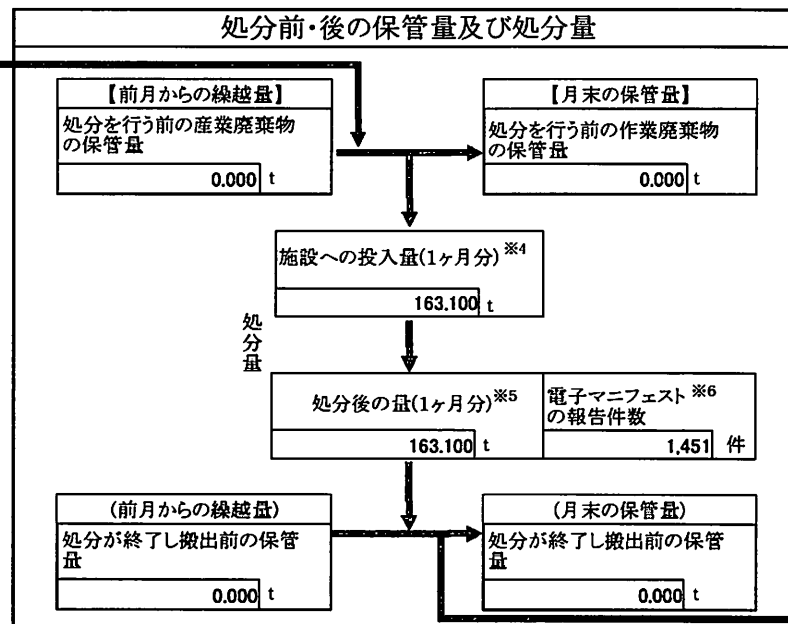 処分前・後の保管量及び処分量
【前月からの繰越量】
処分を行う前の産業廃棄物
の保管量
0.000 t
【月末の保管量】
処分を行う前の作業廃棄物
の保管量
0.000 t
施設への投入量(1ヶ月分)※4
163.100 t
処分量
処分後の量(1ヶ月分)※5
163.100 t
電子マニフェスト※6
の報告件数
1,451 件
(前月からの繰越量)
処分が終了し搬出前の保管
量
0.000 t
(月末の保管量)
処分が終了し搬出前の保管
量
0.000 t